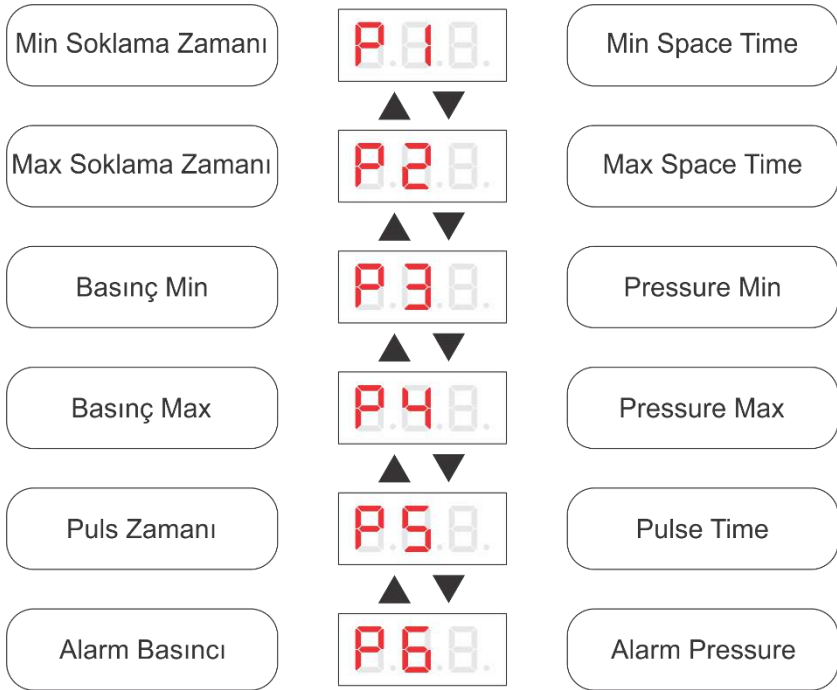 Min Soklama Zamanı P1 Min Space Time
Max Soklama Zamanı P2 Max Space Time
Basınç Min P3 Pressure Min
Basınç Max P4 Pressure Max
Puls Zamanı P5 Pulse Time
Alarm Basıncı P6 Alarm Pressure